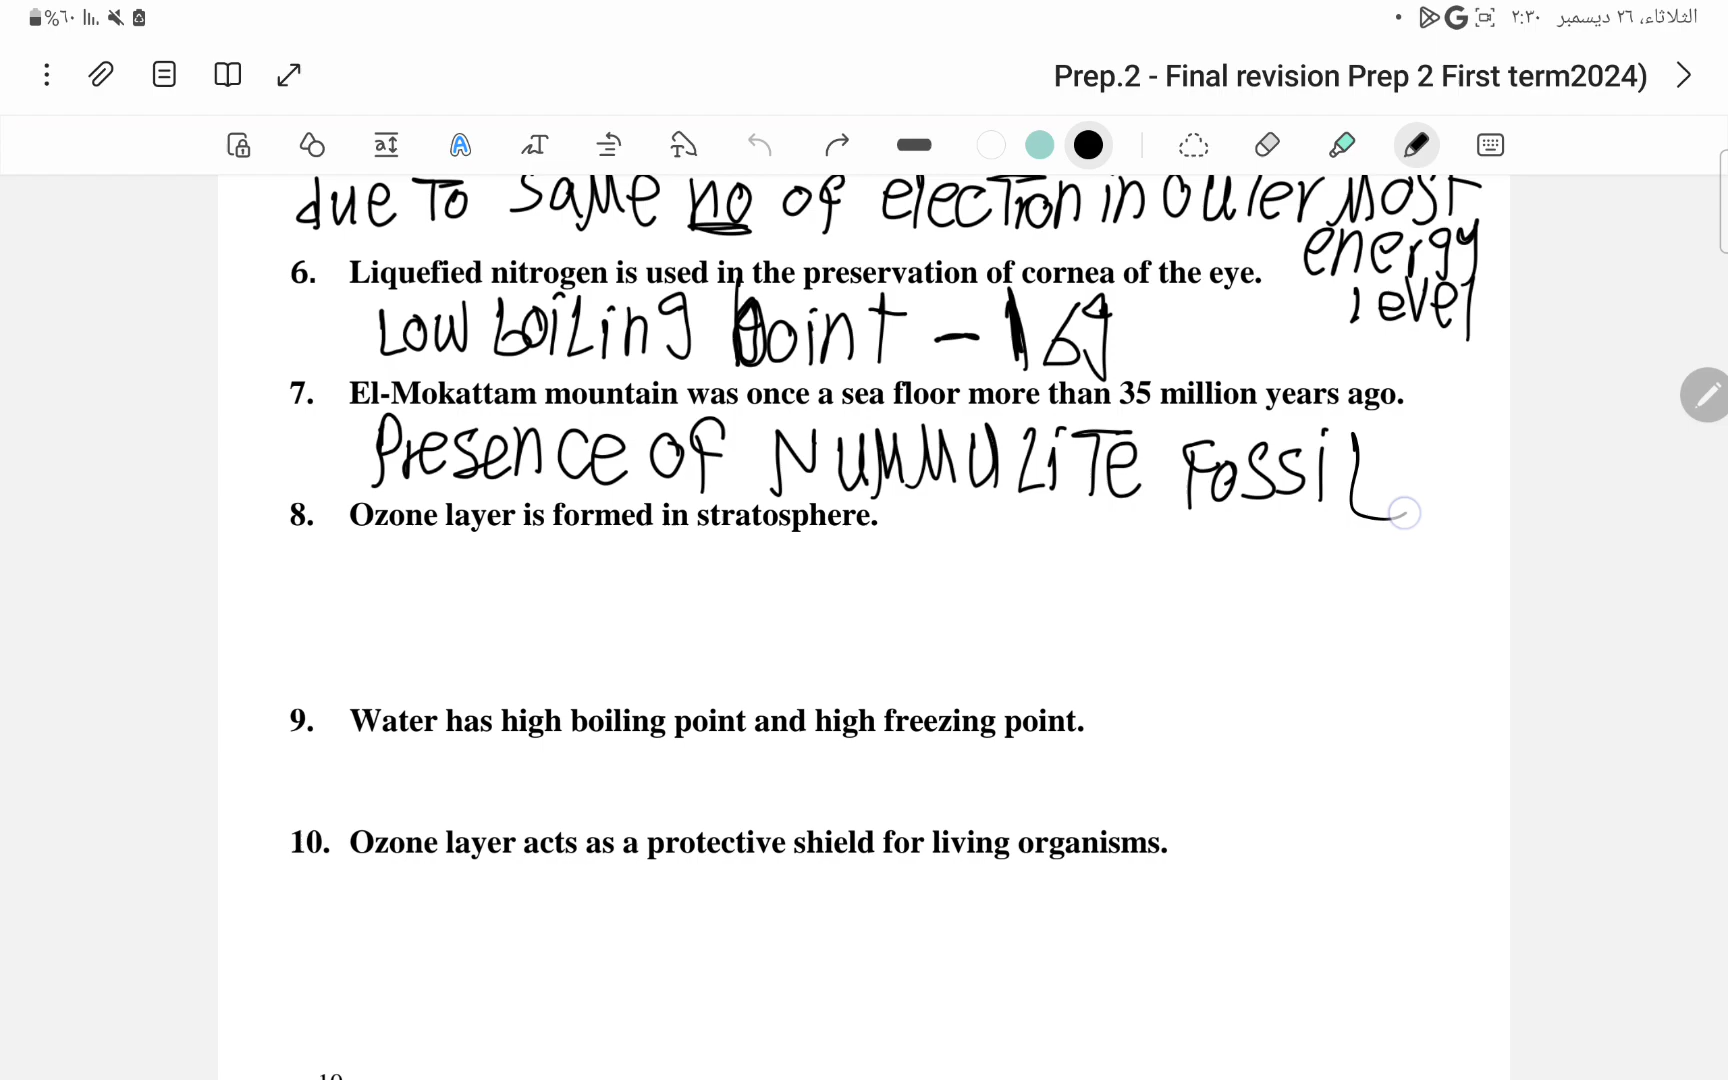 %٦٠
الثلاثاء، ٢٦ ديسمبر ٢:٣٠
Prep.2 - Final revision Prep 2 First term2024)
due To same no of electron in outermost
energy
level
6. Liquefied nitrogen is used in the preservation of cornea of the eye.
Low boiling point - 169
7. El-Mokattam mountain was once a sea floor more than 35 million years ago.
Presence of NUMMULiTe Fossil
8. Ozone layer is formed in stratosphere.
9. Water has high boiling point and high freezing point.
10. Ozone layer acts as a protective shield for living organisms.